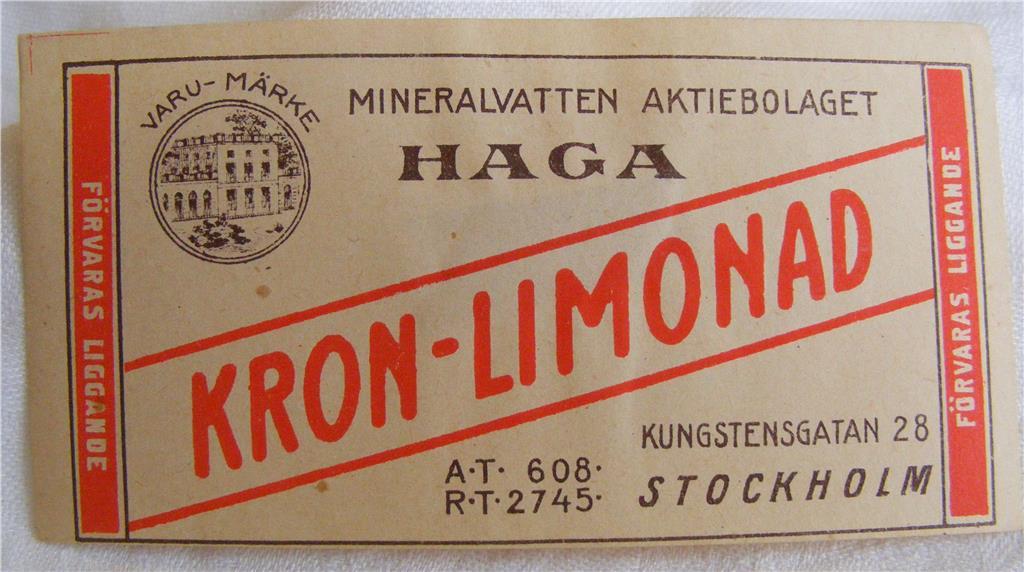 VARU-MÄRKE
MINERALVATTEN AKTIEBOLAGET
HAGA
KRON-LIMONAD
KUNGSTENSGATAN 28
A.T. 608.
R.T. 2745.
STOCKHOLM
FÖRVARAS LIGGANDE
FÖRVARAS LIGGANDE